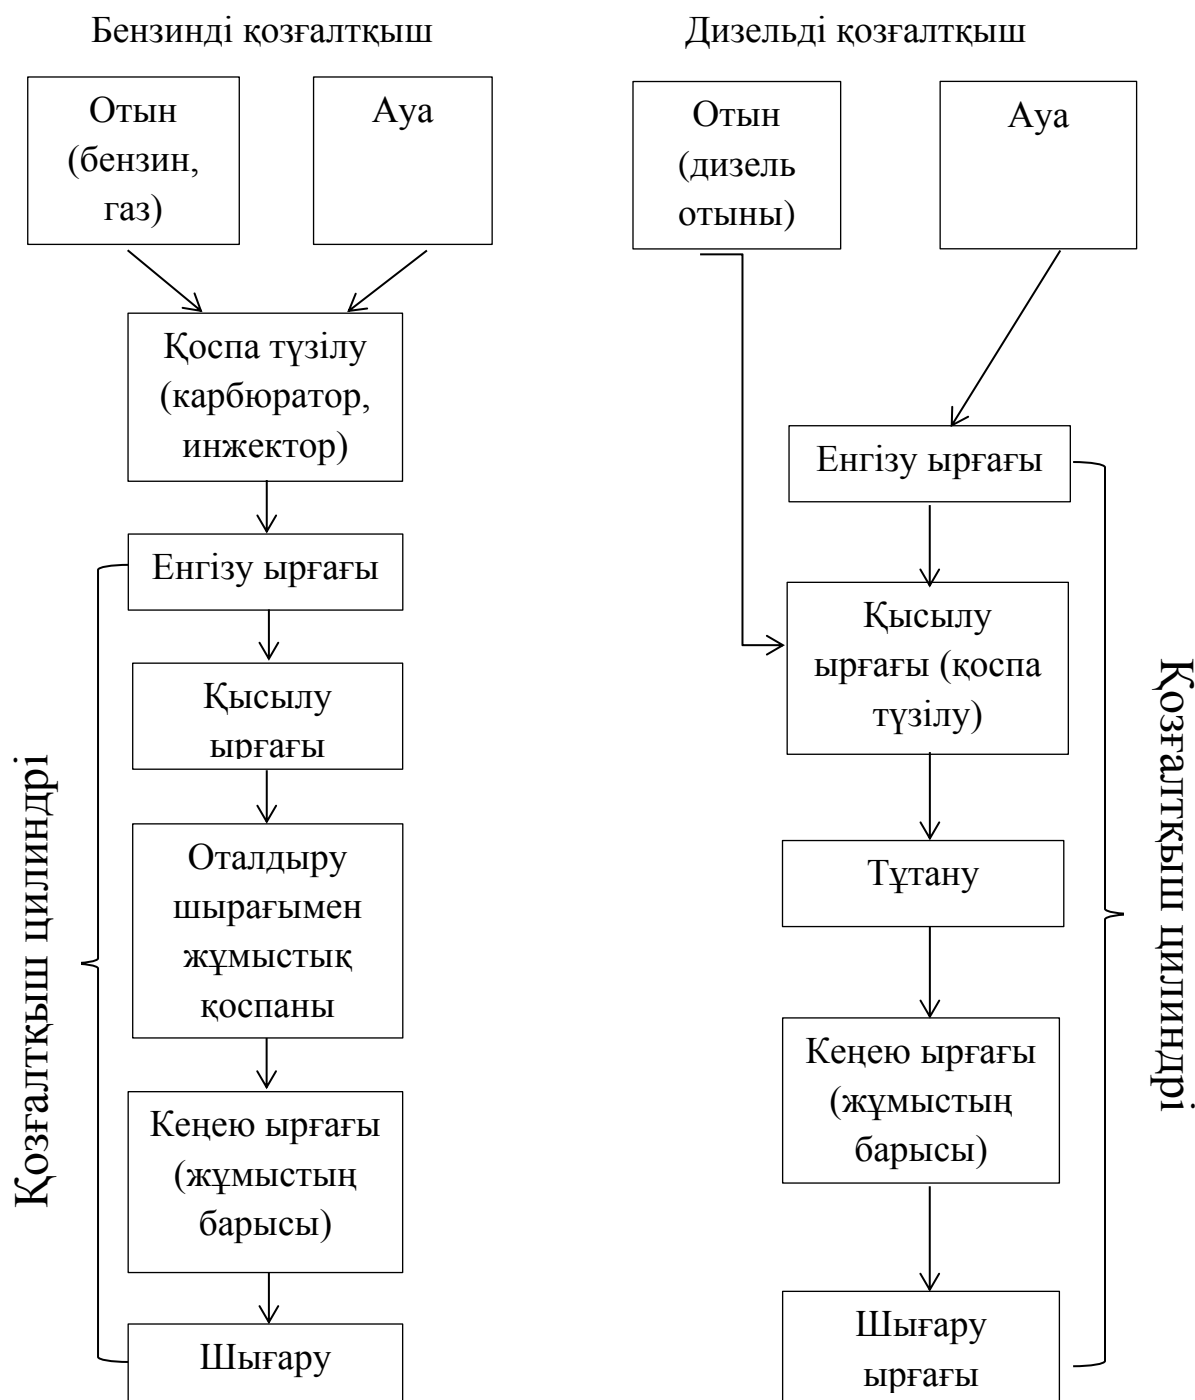 Бензинді қозғалтқыш
Отын
(бензин,
газ)
Ауа
Қоспа түзілу
(карбюратор,
инжектор)
Енгізу ырғағы
Қысылу
ырғағы
Оталдыру
шырағымен
жұмыстық
қоспаны
Кеңею ырғағы
(жұмыстың
барысы)
Шығару
Қозғалтқыш цилиндрі
Дизельді қозғалтқыш
Отын
(дизель
отыны)
Ауа
Енгізу ырғағы
Қысылу
ырғағы (қоспа
түзілу)
Тұтану
Кеңею ырғағы
(жұмыстың
барысы)
Шығару
ырғағы
Қозғалтқыш цилиндрі